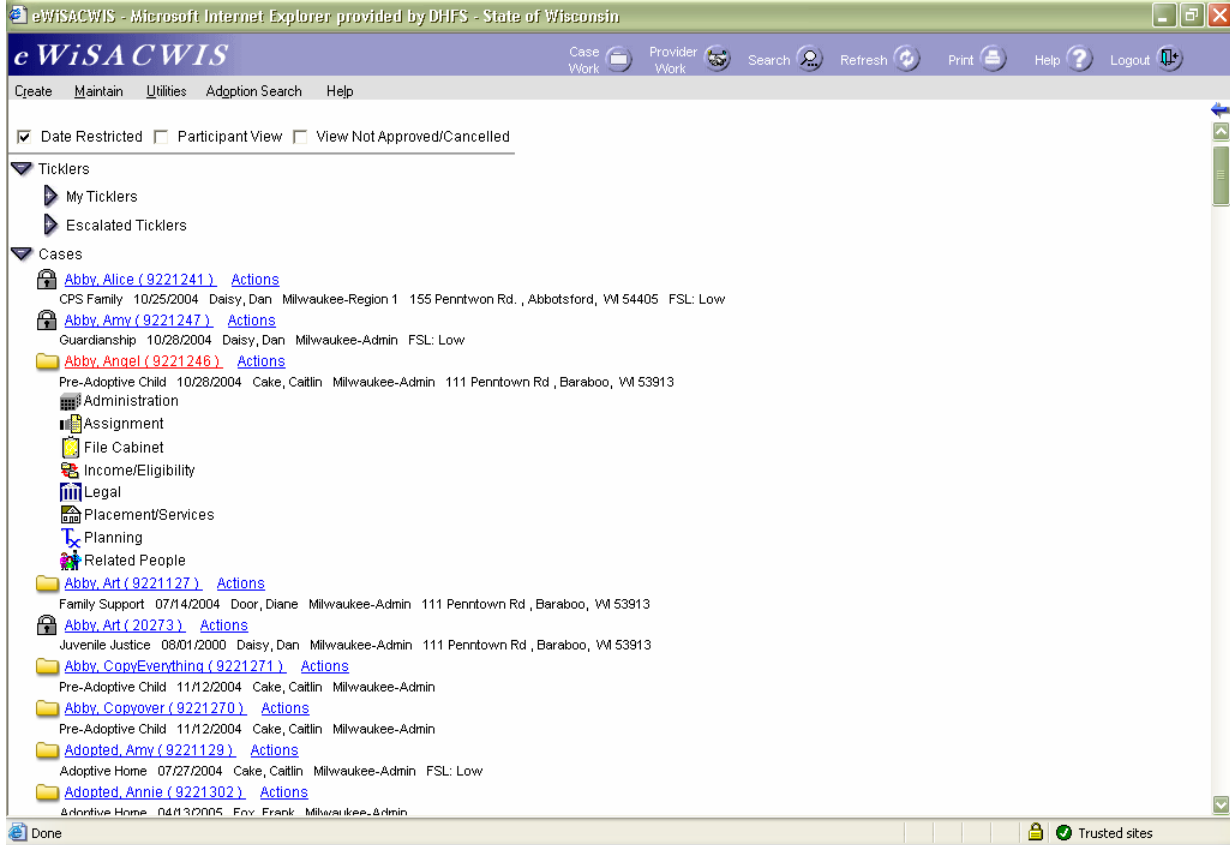 eWiSACWIS - Microsoft Internet Explorer provided by DHFS - State of Wisconsin
e WiSACWIS Case Work Provider Work Search Refresh Print Help Logout
Create Maintain Utilities Adoption Search Help
Date Restricted Participant View View Not Approved/Cancelled
Ticklers
My Ticklers
Escalated Ticklers
Cases
Abby, Alice ( 9221241 ) Actions
CPS Family 10/25/2004 Daisy, Dan Milwaukee-Region 1 155 Penntwon Rd. , Abbotsford, WI 54405 FSL: Low
Abby, Amy ( 9221247 ) Actions
Guardianship 10/28/2004 Daisy, Dan Milwaukee-Admin FSL: Low
Abby, Angel ( 9221246 ) Actions
Pre-Adoptive Child 10/28/2004 Cake, Caitlin Milwaukee-Admin 111 Penntown Rd , Baraboo, WI 53913
Administration
Assignment
File Cabinet
Income/Eligibility
Legal
Placement/Services
Planning
Related People
Abby, Art ( 9221127 ) Actions
Family Support 07/14/2004 Door, Diane Milwaukee-Admin 111 Penntown Rd , Baraboo, WI 53913
Abby, Art ( 20273 ) Actions
Juvenile Justice 08/01/2000 Daisy, Dan Milwaukee-Admin 111 Penntown Rd , Baraboo, WI 53913
Abby, CopyEverything ( 9221271 ) Actions
Pre-Adoptive Child 11/12/2004 Cake, Caitlin Milwaukee-Admin
Abby, Copyover ( 9221270 ) Actions
Pre-Adoptive Child 11/12/2004 Cake, Caitlin Milwaukee-Admin
Adopted, Amy ( 9221129 ) Actions
Adoptive Home 07/27/2004 Cake, Caitlin Milwaukee-Admin FSL: Low
Adopted, Annie ( 9221302 ) Actions
Adoptive Home 04/13/2005 Fox, Frank Milwaukee-Admin
Done Trusted sites